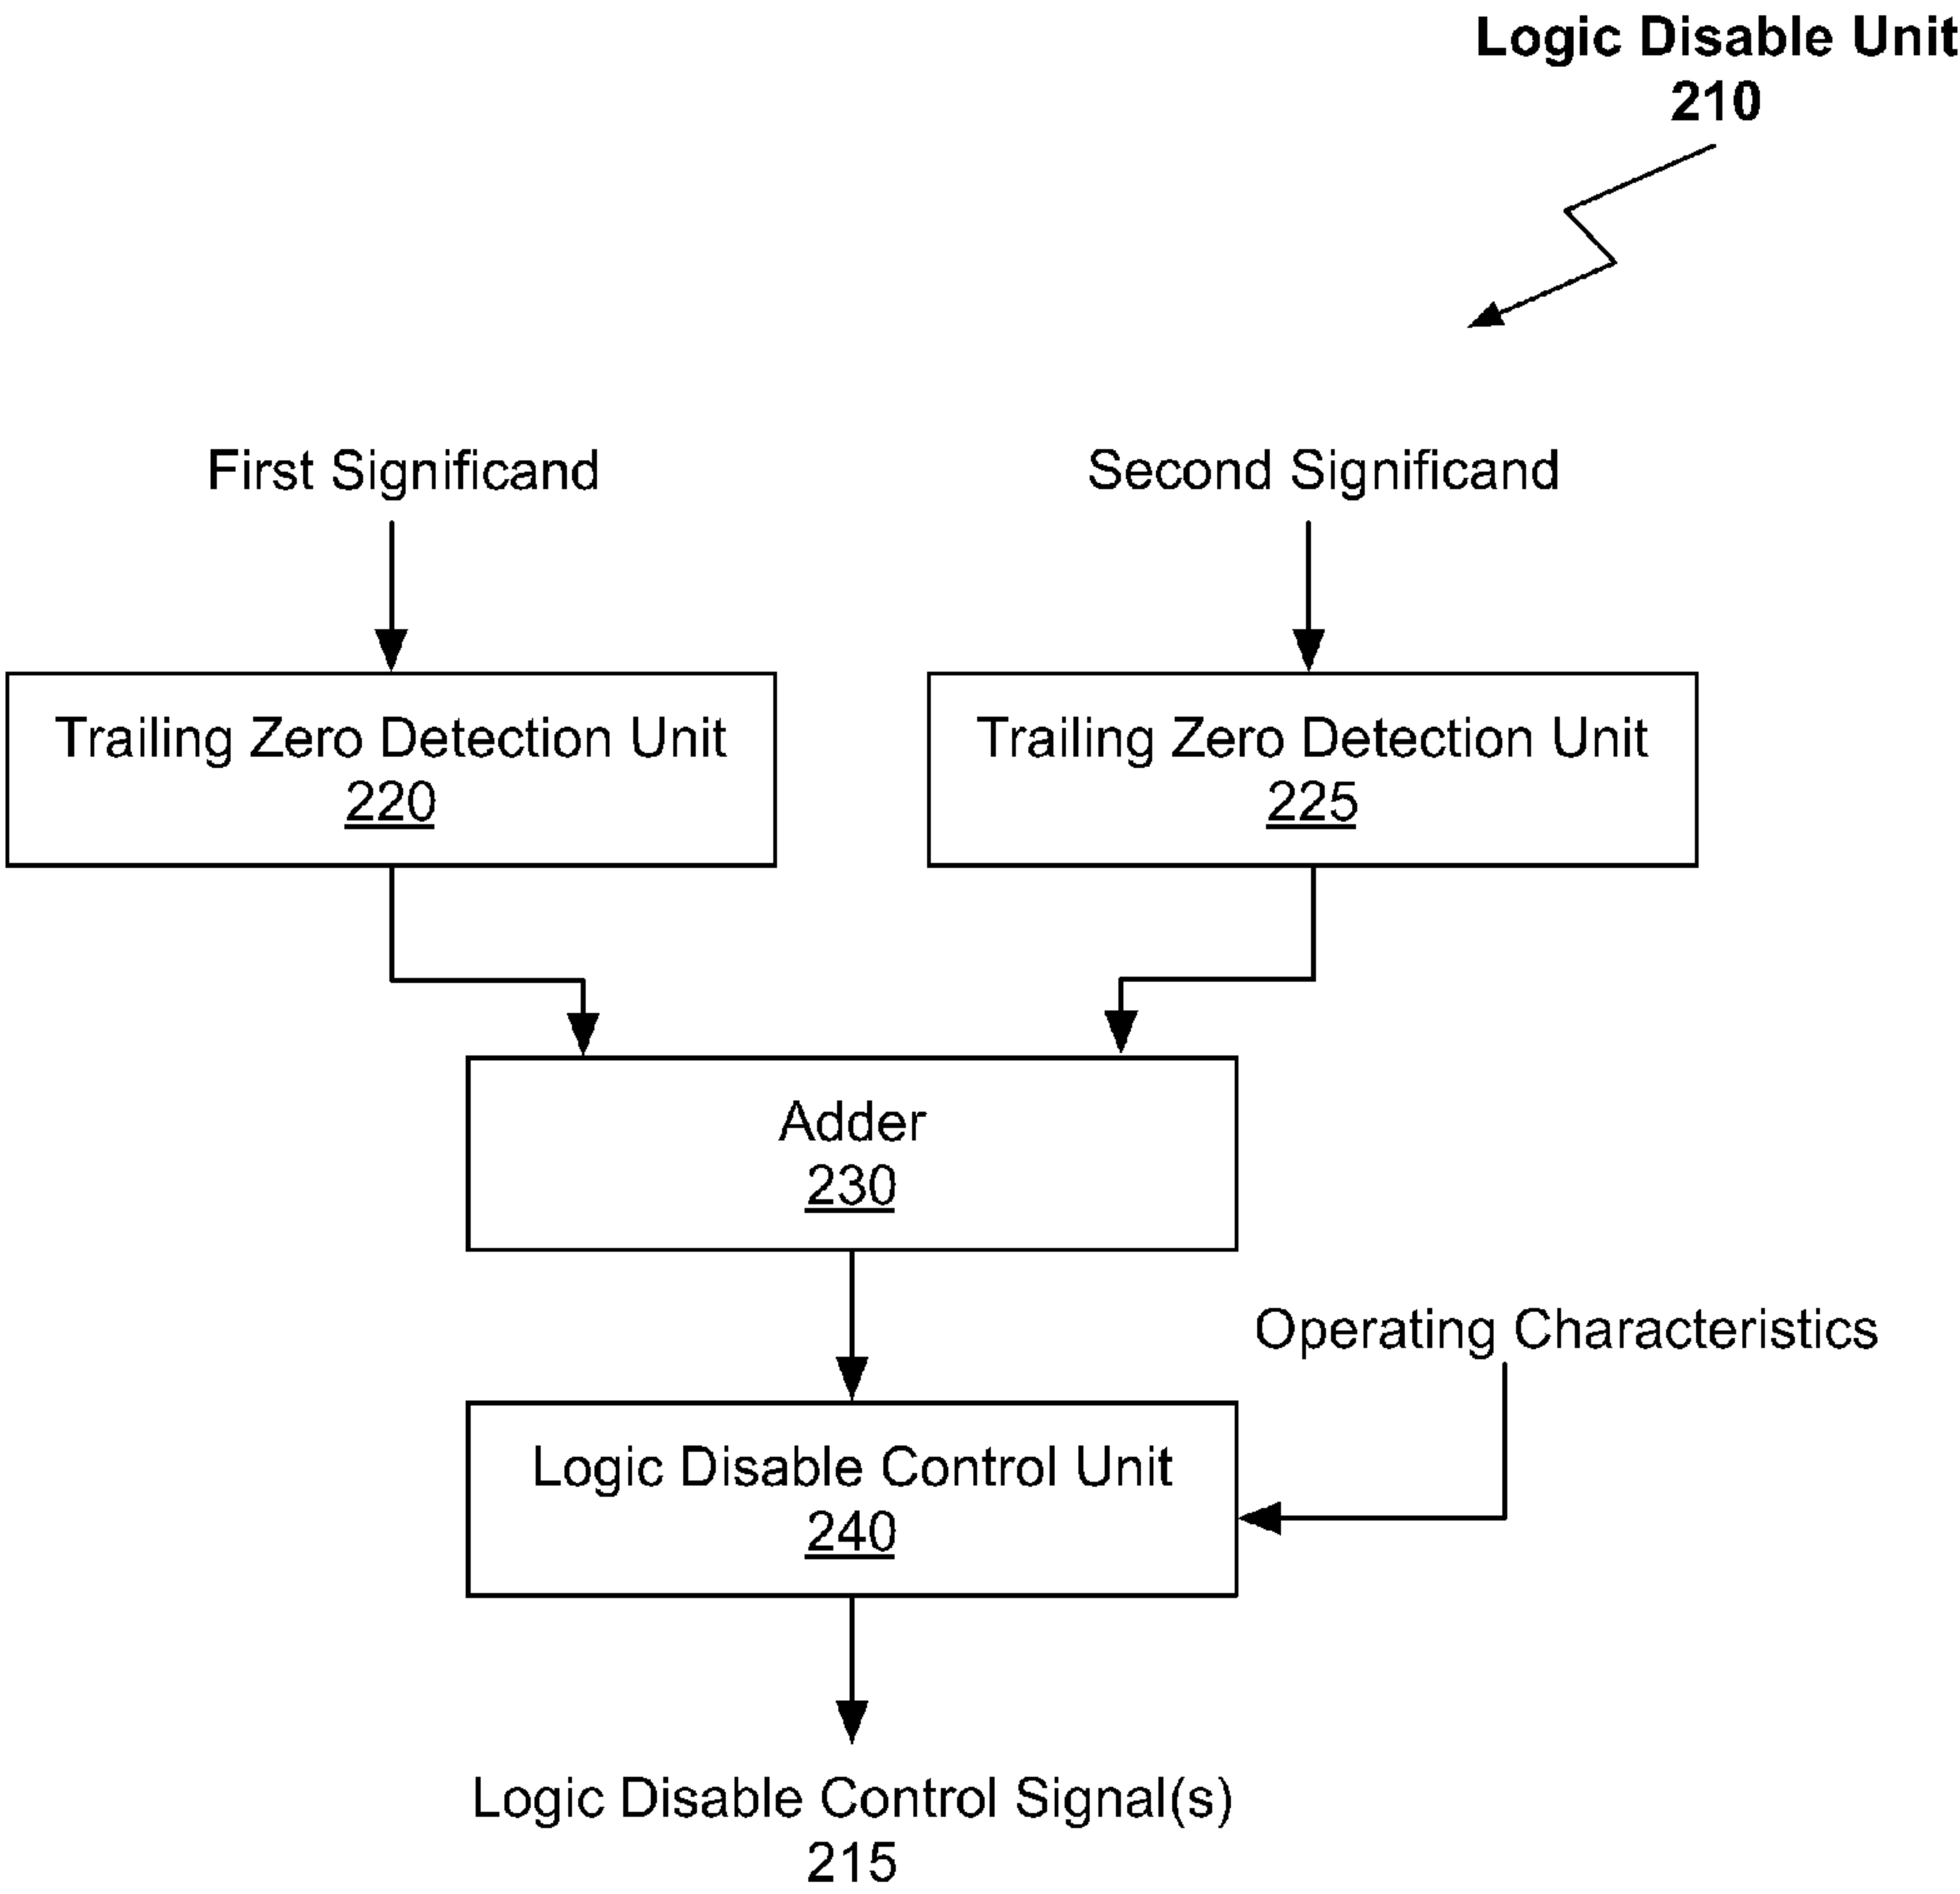 Logic Disable Unit
210
First Significand
Second Significand
Trailing Zero Detection Unit
220
Trailing Zero Detection Unit
225
Adder
230
Operating Characteristics
Logic Disable Control Unit
240
Logic Disable Control Signal(s)
215